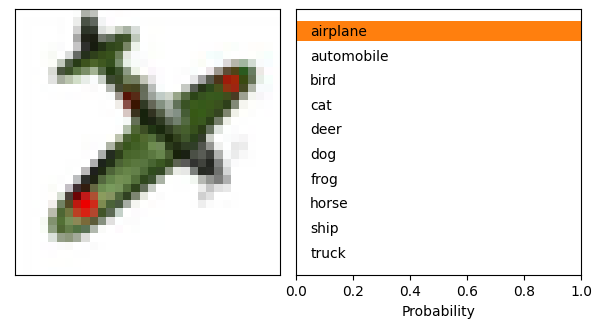 airplane
automobile
bird
cat
deer
dog
frog
horse
ship
truck
0.0 0.2 0.4 0.6 0.8 1.0
Probability